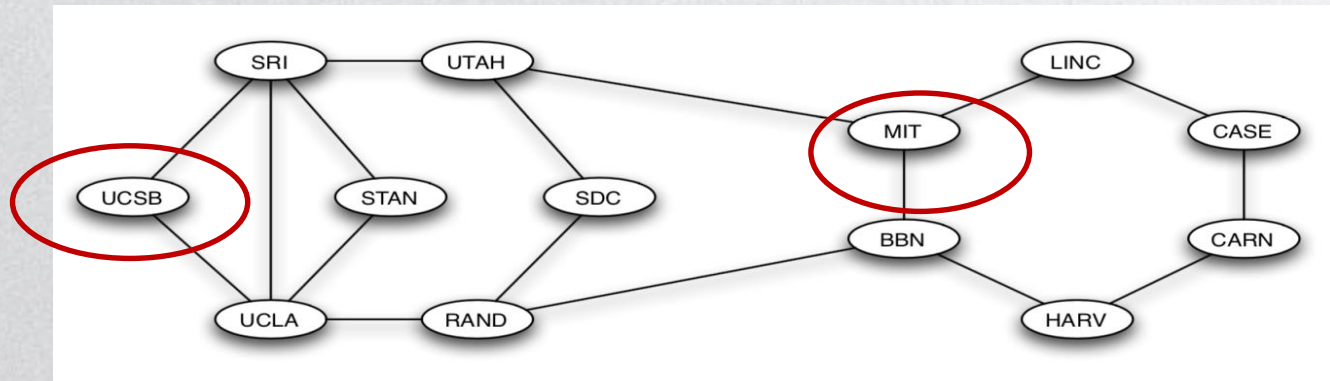 SRI UTAH LINC
MIT CASE
UCSB STAN SDC
BBN CARN
UCLA RAND HARV